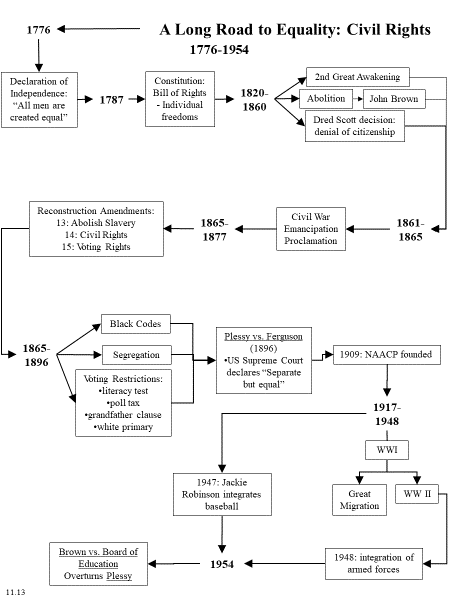 1776
A Long Road to Equality: Civil Rights
1776-1954
Declaration of
Independence:
“All men are
created equal”
1787
Constitution:
Bill of Rights
- Individual
freedoms
1820-
1860
2nd Great Awakening
Abolition
John Brown
Dred Scott decision:
denial of citizenship
1861-
1865
Civil War
Emancipation
Proclamation
1865-
1877
Reconstruction Amendments:
13: Abolish Slavery
14: Civil Rights
15: Voting Rights
1865-
1896
Black Codes
Segregation
Voting Restrictions:
•literacy test
•poll tax
•grandfather clause
•white primary
Plessy vs. Ferguson
(1896)
•US Supreme Court
declares “Separate
but equal”
1909: NAACP founded
1917-
1948
WWI
Great
Migration
WW II
1947: Jackie
Robinson integrates
baseball
1948: integration of
armed forces
1954
Brown vs. Board of
Education
Overturns Plessy
11.13